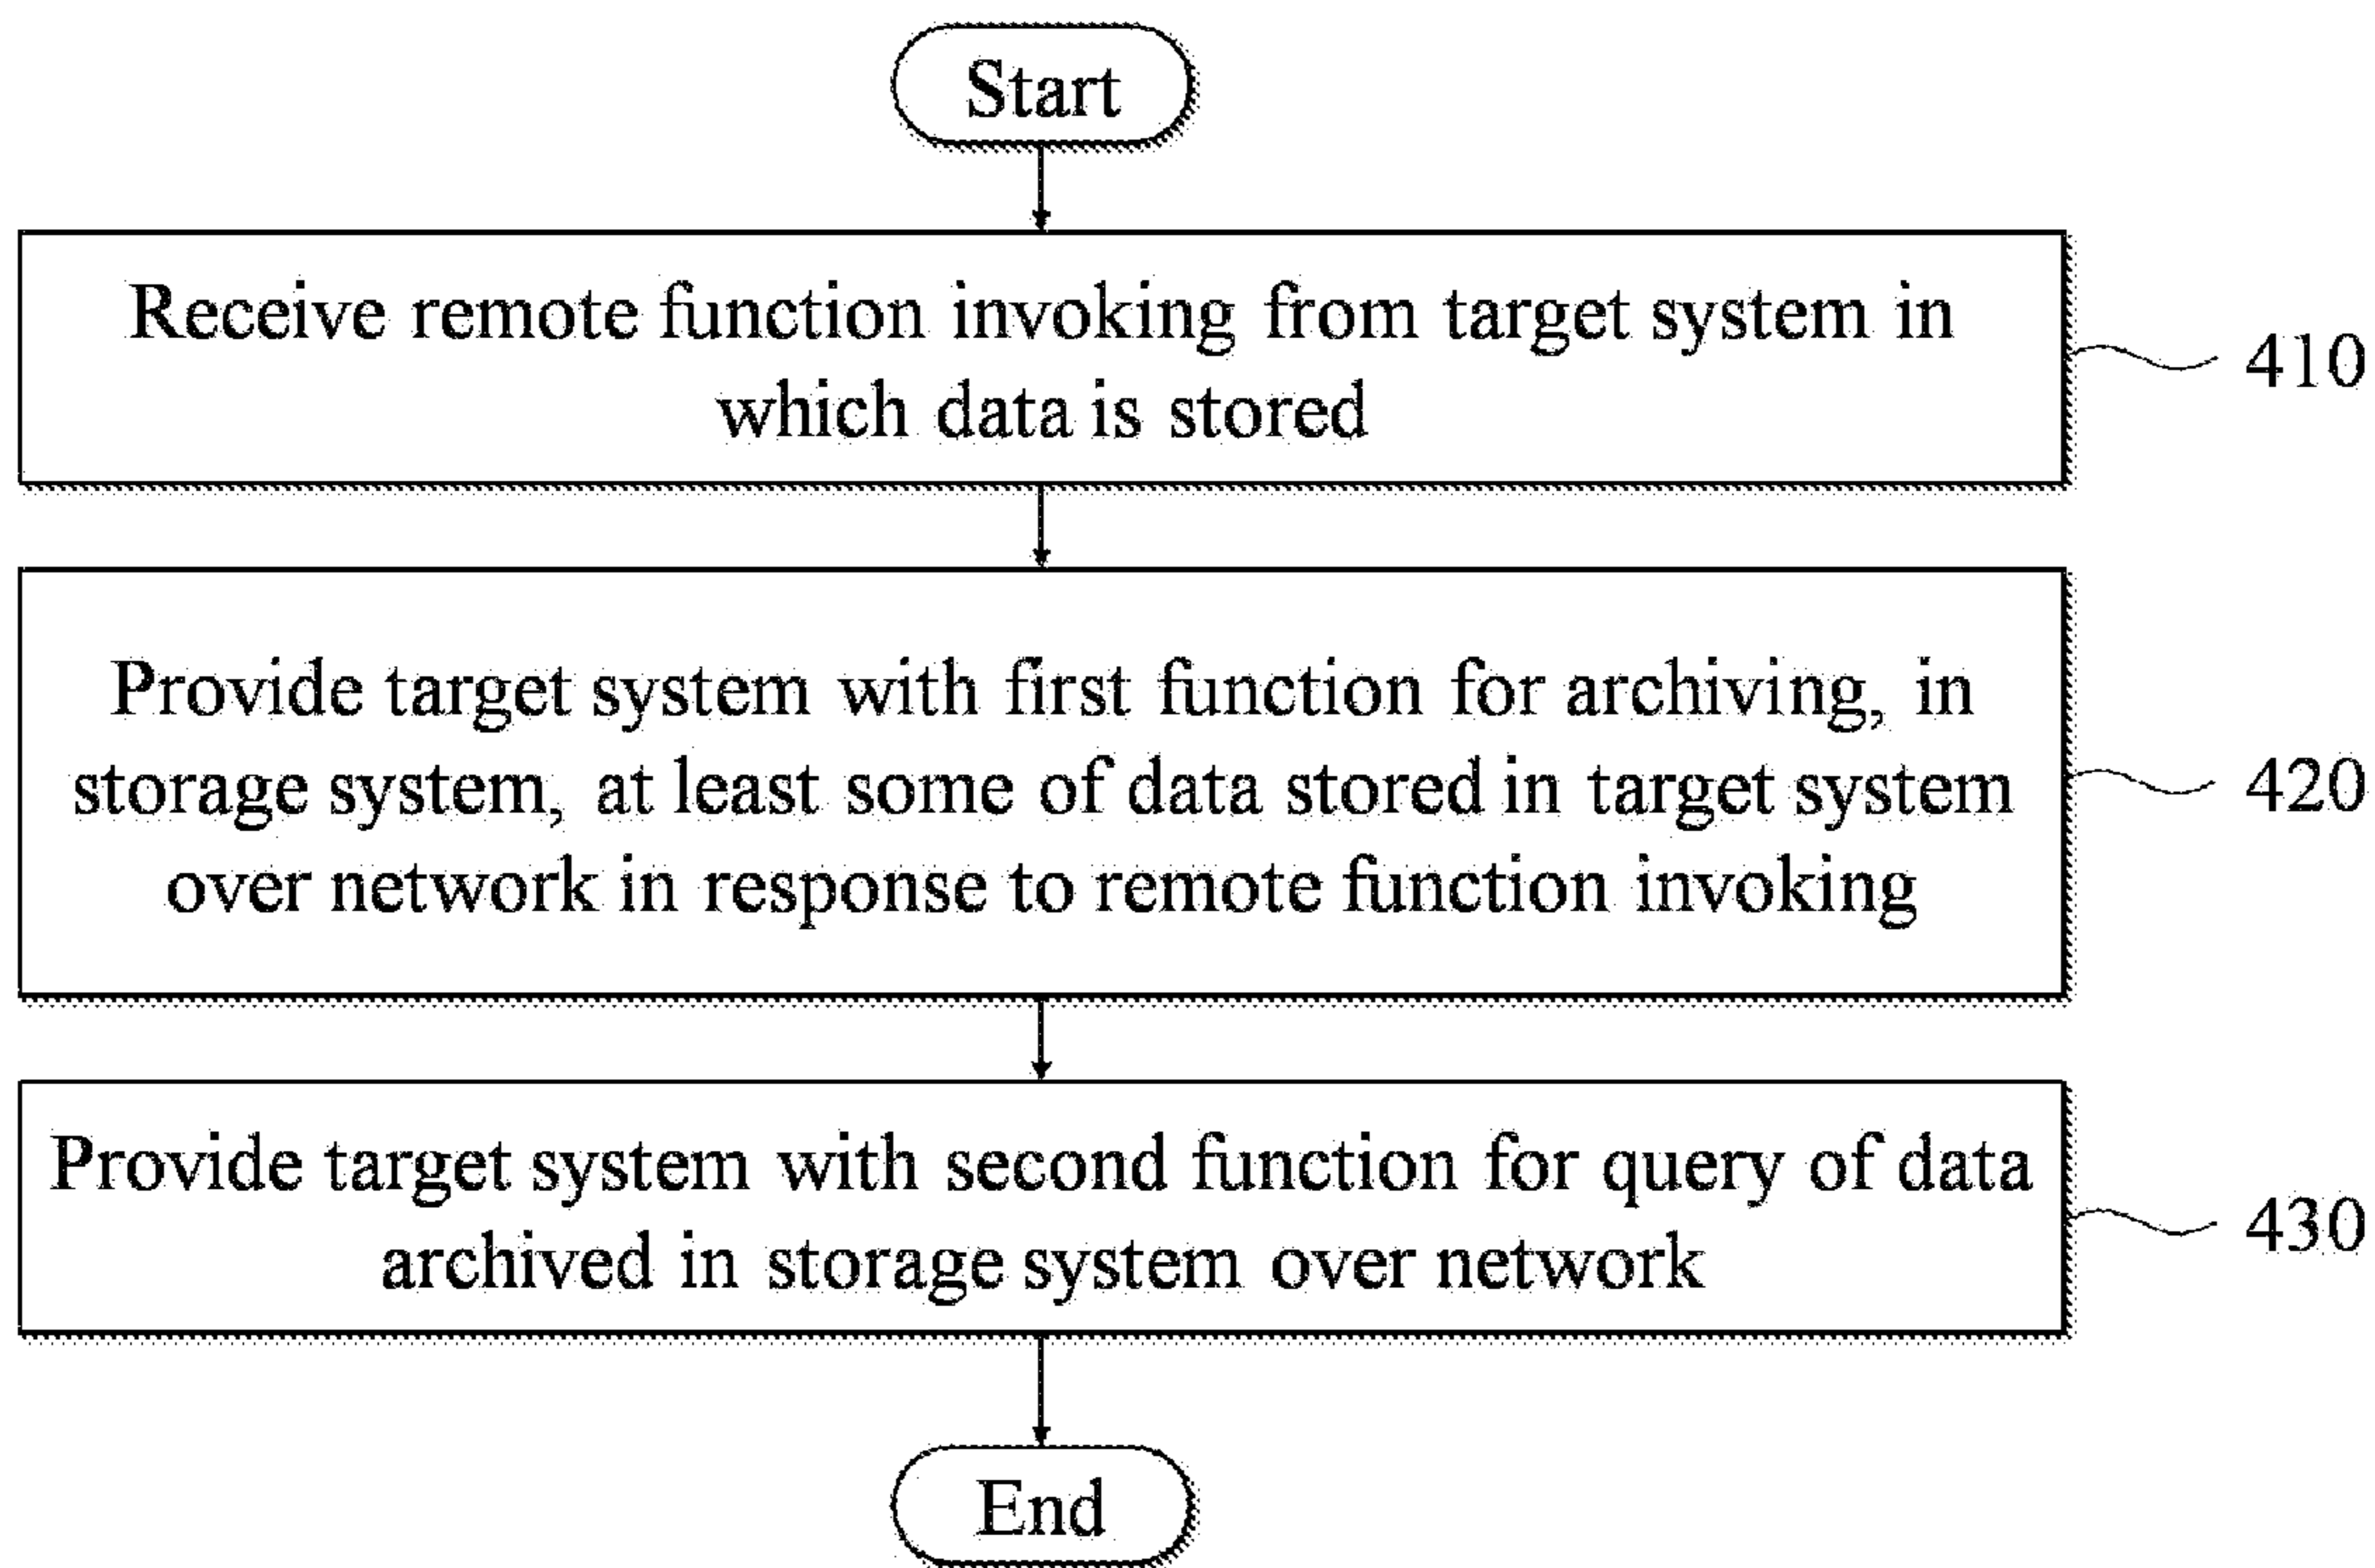 Start
Receive remote function invoking from target system in
which data is stored
410
Provide target system with first function for archiving, in
storage system, at least some of data stored in target system
over network in response to remote function invoking
420
Provide target system with second function for query of data
archived in storage system over network
430
End